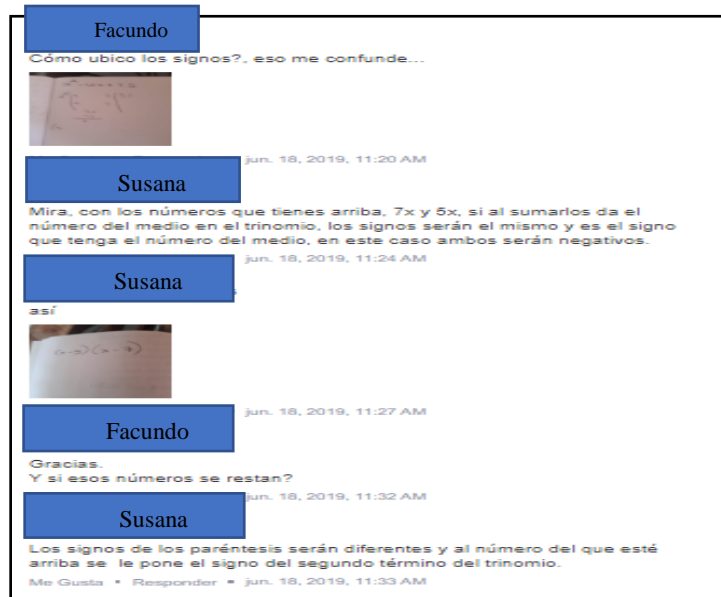 Facundo
Cómo ubico los signos?, eso me confunde...
jun. 18, 2019, 11:20 AM
Susana
Mira, con los números que tienes arriba, 7x y 5x, si al sumarlos da el
número del medio en el trinomio, los signos serán el mismo y es el signo
que tenga el número del medio, en este caso ambos serán negativos.
jun. 18, 2019, 11:24 AM
Susana
así
jun. 18, 2019, 11:27 AM
Facundo
Gracias.
Y si esos números se restan?
jun. 18, 2019, 11:32 AM
Susana
Los signos de los paréntesis serán diferentes y al número del que esté
arriba se le pone el signo del segundo término del trinomio.
Me Gusta • Responder • jun. 18, 2019, 11:33 AM